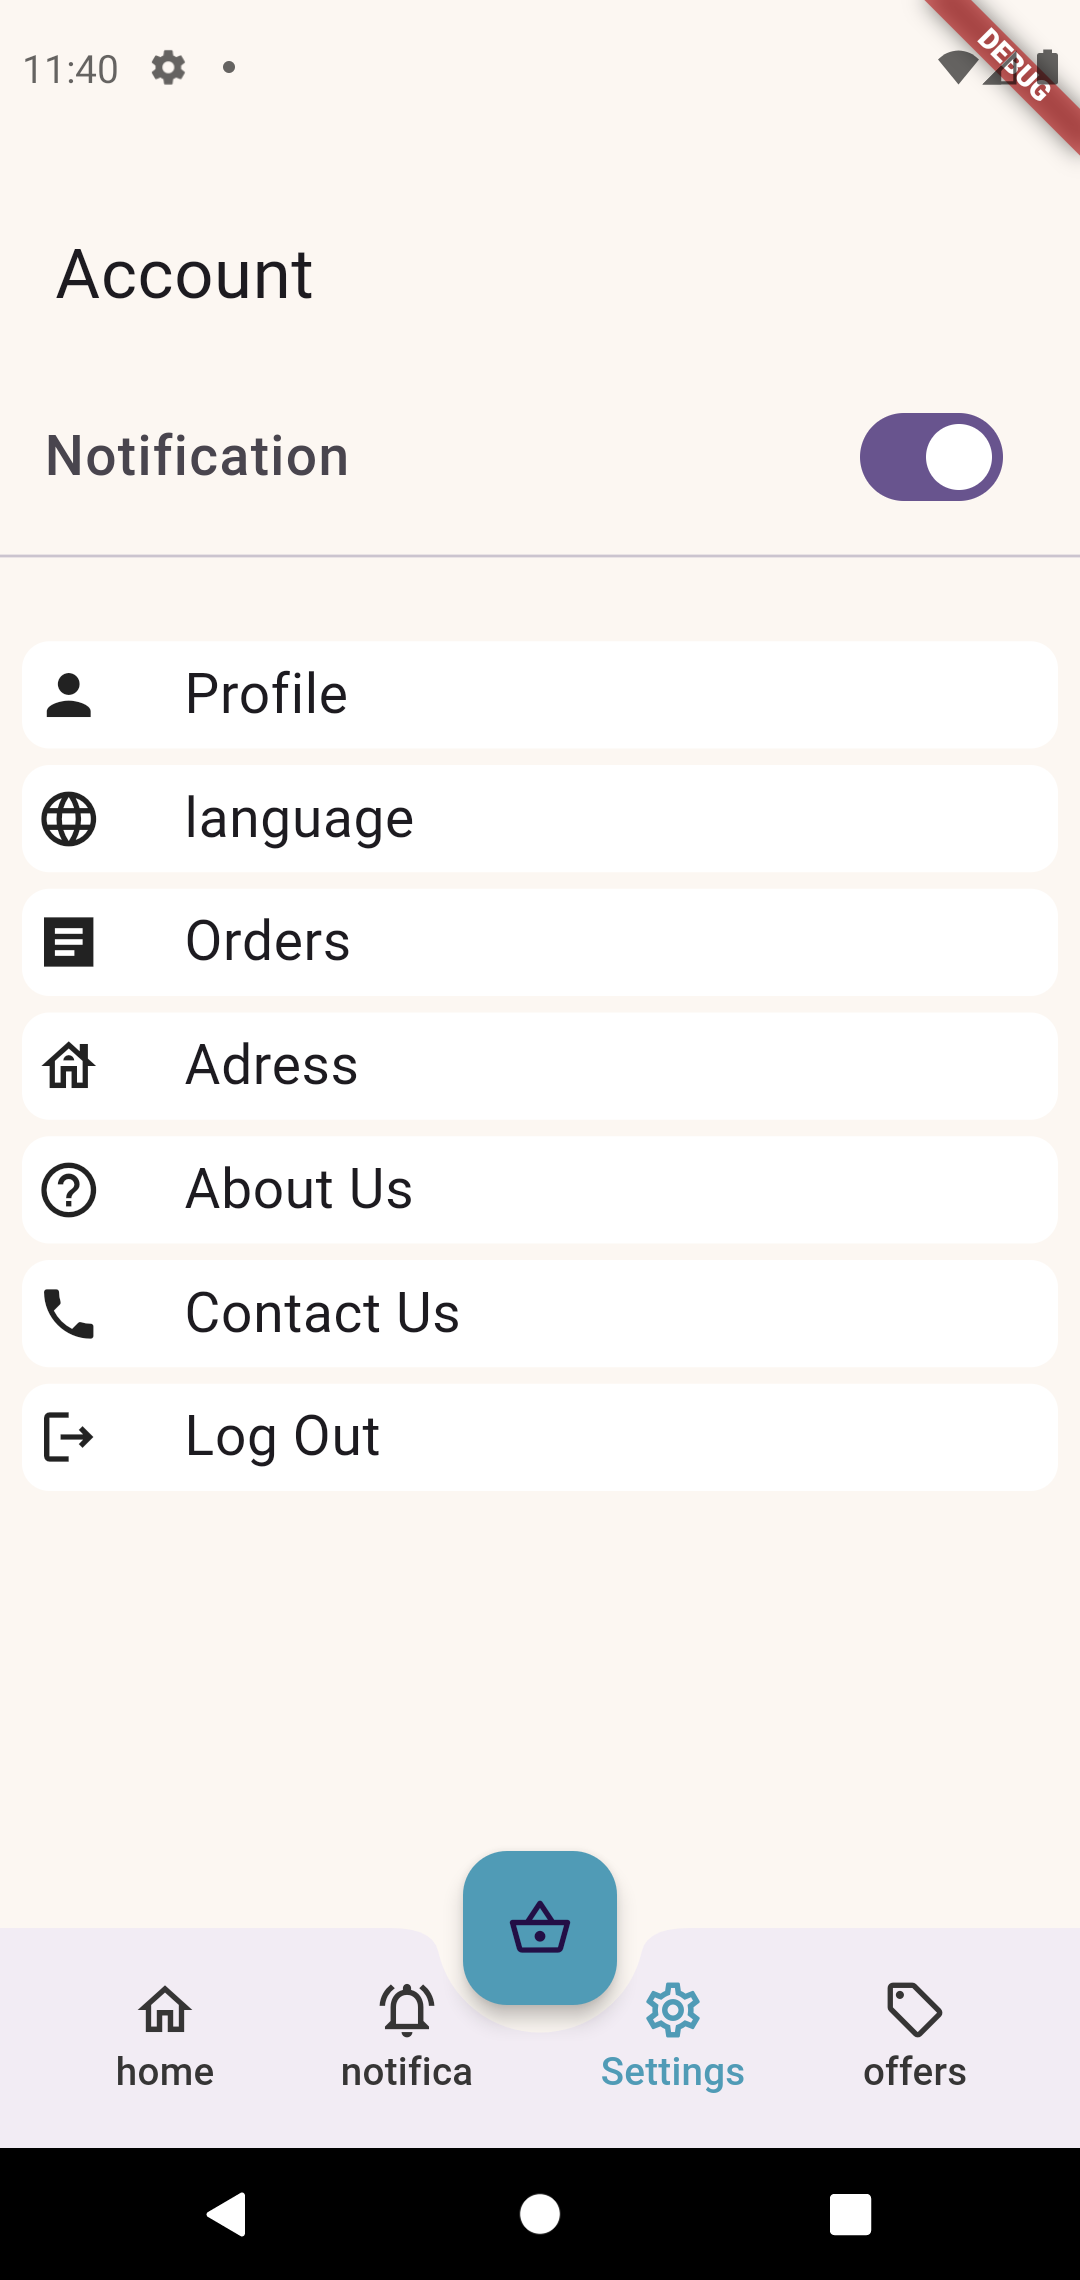 11:40
DEBUG
Account
Notification
Profile
language
Orders
Adress
About Us
Contact Us
Log Out
home
notifica
Settings
offers